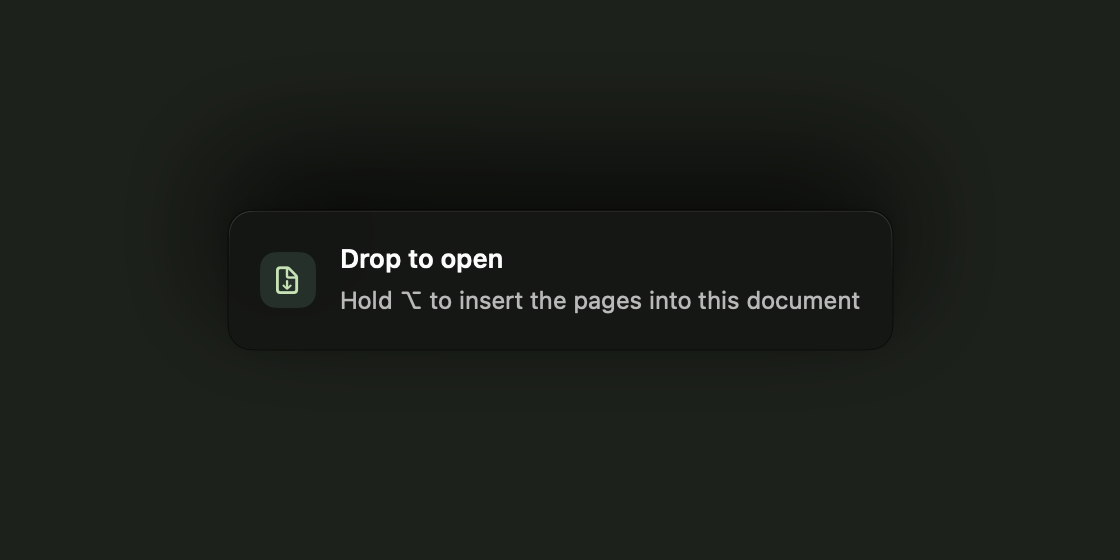 Drop to open
Hold ⌥ to insert the pages into this document